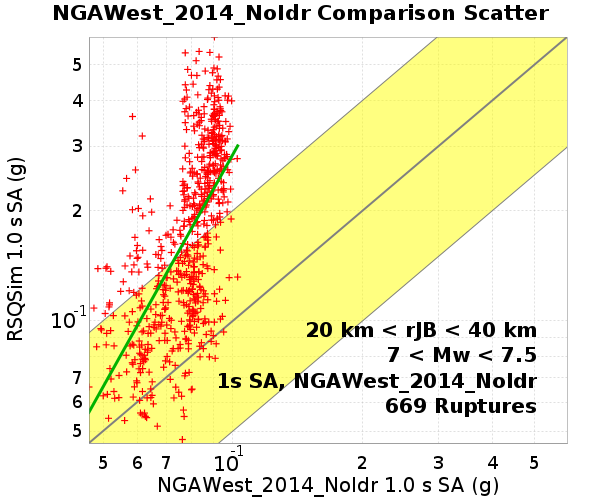 NGAWest_2014_NoIdr Comparison Scatter
RSQSim 1.0 s SA (g)
5
4
3
2
10-1
7
6
5
20 km < rJB < 40 km
7 < Mw < 7.5
1s SA, NGAWest_2014_NoIdr
669 Ruptures
5 6 7 10-1 2 3 4 5
NGAWest_2014_NoIdr 1.0 s SA (g)